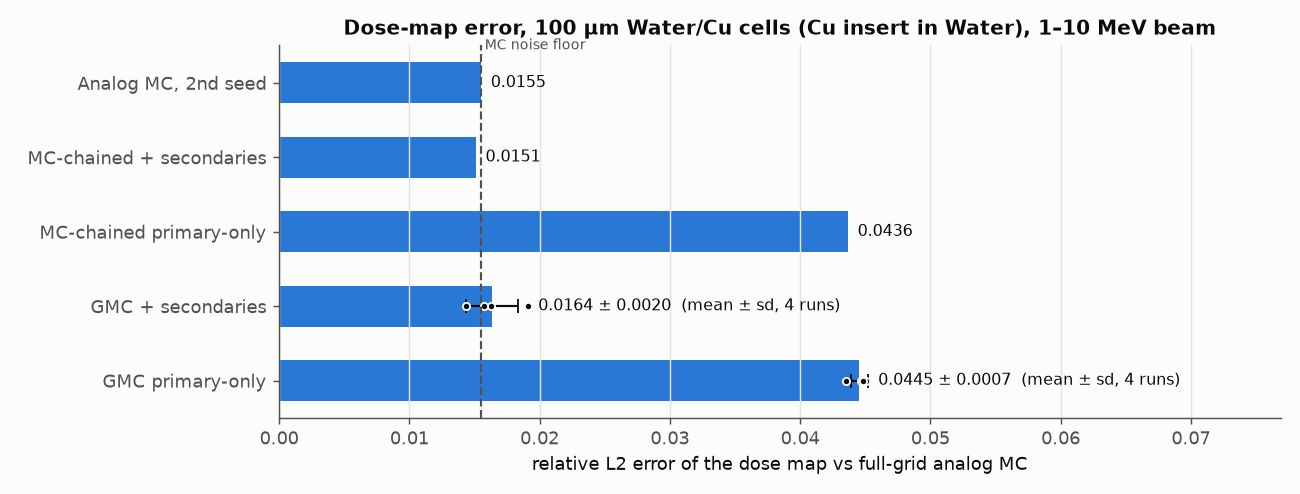 Dose-map error, 100 µm Water/Cu cells (Cu insert in Water), 1–10 MeV beam
MC noise floor
Analog MC, 2nd seed
0.0155
MC-chained + secondaries
0.0151
MC-chained primary-only
0.0436
GMC + secondaries
0.0164 ± 0.0020 (mean ± sd, 4 runs)
GMC primary-only
0.0445 ± 0.0007 (mean ± sd, 4 runs)
0.00 0.01 0.02 0.03 0.04 0.05 0.06 0.07
relative L2 error of the dose map vs full-grid analog MC